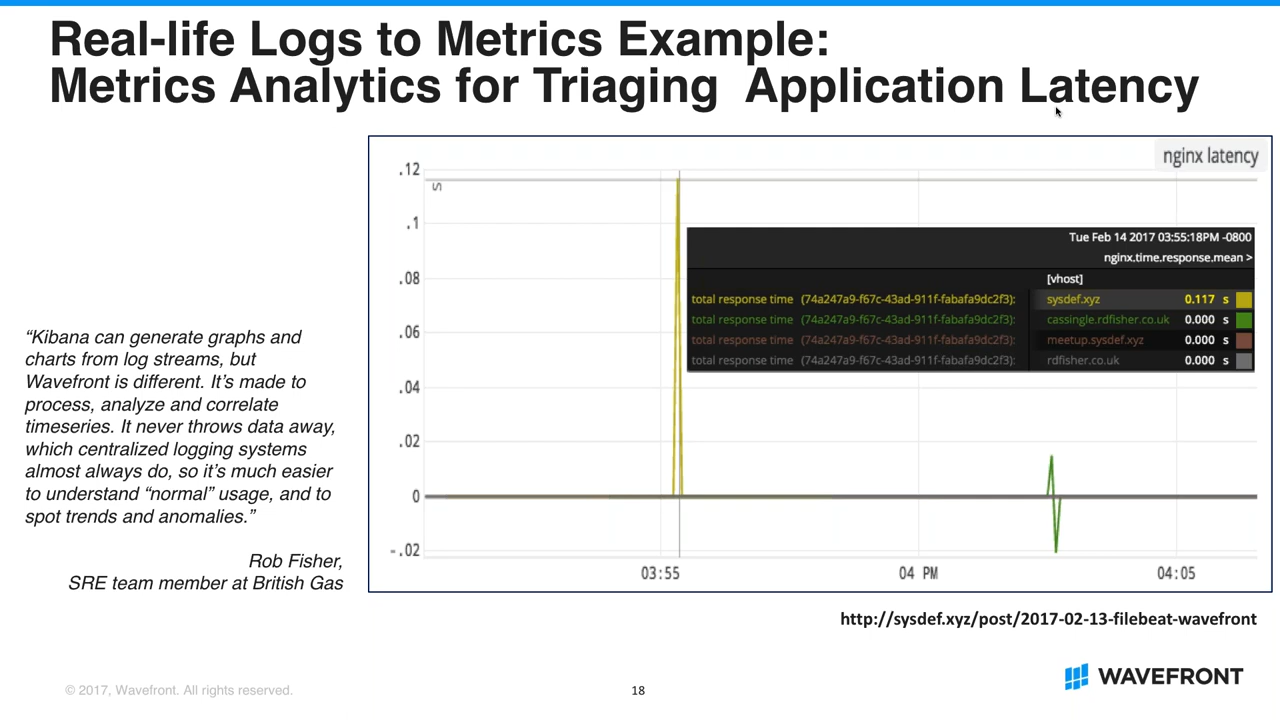 Real-life Logs to Metrics Example:
Metrics Analytics for Triaging  Application Latency
“Kibana can generate graphs and
charts from log streams, but
Wavefront is different. It’s made to
process, analyze and correlate
timeseries. It never throws data away,
which centralized logging systems
almost always do, so it’s much easier
to understand “normal” usage, and to
spot trends and anomalies.”
Rob Fisher,
SRE team member at British Gas
nginx latency
.12
s
.1
.08
.06
.04
.02
0
-.02
03:55
04 PM
04:05
Tue Feb 14 2017 03:55:18PM -0800
nginx.time.response.mean >
[vhost]
total response time (74a247a9-f67c-43ad-911f-fabafa9dc2f3): sysdef.xyz 0.117 s
total response time (74a247a9-f67c-43ad-911f-fabafa9dc2f3): cassingle.rdfisher.co.uk 0.000 s
total response time (74a247a9-f67c-43ad-911f-fabafa9dc2f3): meetup.sysdef.xyz 0.000 s
total response time (74a247a9-f67c-43ad-911f-fabafa9dc2f3): rdfisher.co.uk 0.000 s
http://sysdef.xyz/post/2017-02-13-filebeat-wavefront
© 2017, Wavefront. All rights reserved.
18
WAVEFRONT